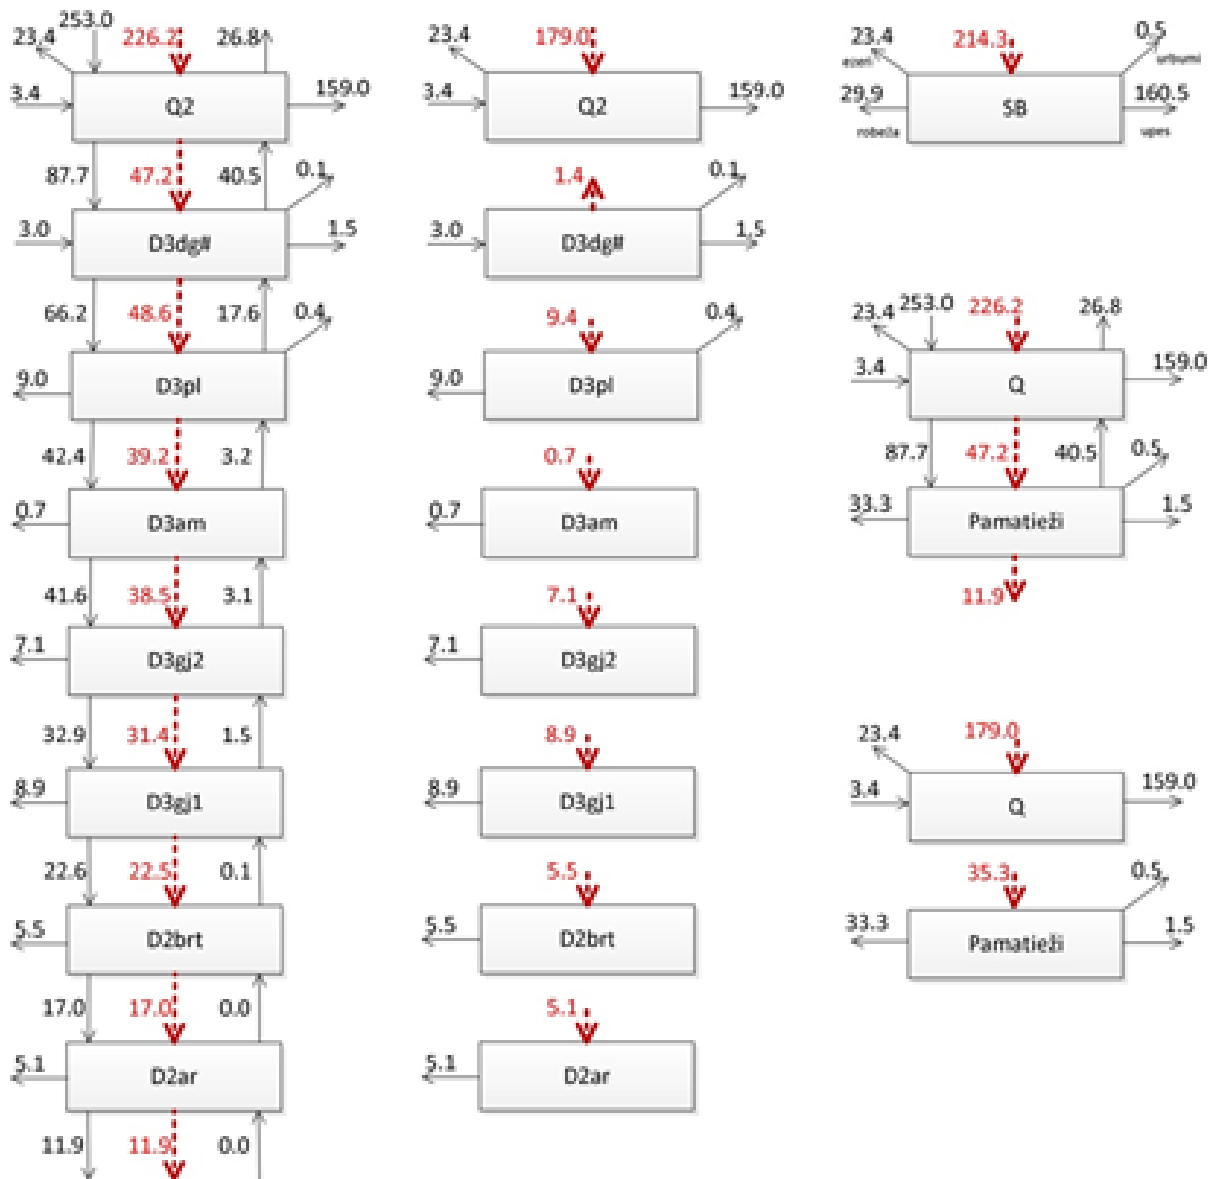 23.4 253.0 226.2 26.8
3.4 Q2 159.0
87.7 47.2 40.5 0.1
3.0 D3dg# 1.5
66.2 48.6 17.6 0.4
9.0 D3pl
42.4 39.2 3.2
0.7 D3am
41.6 38.5 3.1
7.1 D3gj2
32.9 31.4 1.5
8.9 D3gj1
22.6 22.5 0.1
5.5 D2brt
17.0 17.0 0.0
5.1 D2ar
11.9 11.9 0.0
23.4 179.0
3.4 Q2 159.0
1.4 0.1
3.0 D3dg# 1.5
9.4 0.4
9.0 D3pl
0.7
0.7 D3am
7.1
7.1 D3gj2
8.9
8.9 D3gj1
5.5
5.5 D2brt
5.1
5.1 D2ar
23.4 214.3 0.5
ezeri urbumi
29.9 SB 160.5
robeža upes
23.4 253.0 226.2 26.8
3.4 Q 159.0
87.7 47.2 40.5 0.5
33.3 Pamatieži 1.5
11.9
23.4 179.0
3.4 Q 159.0
35.3 0.5
33.3 Pamatieži 1.5